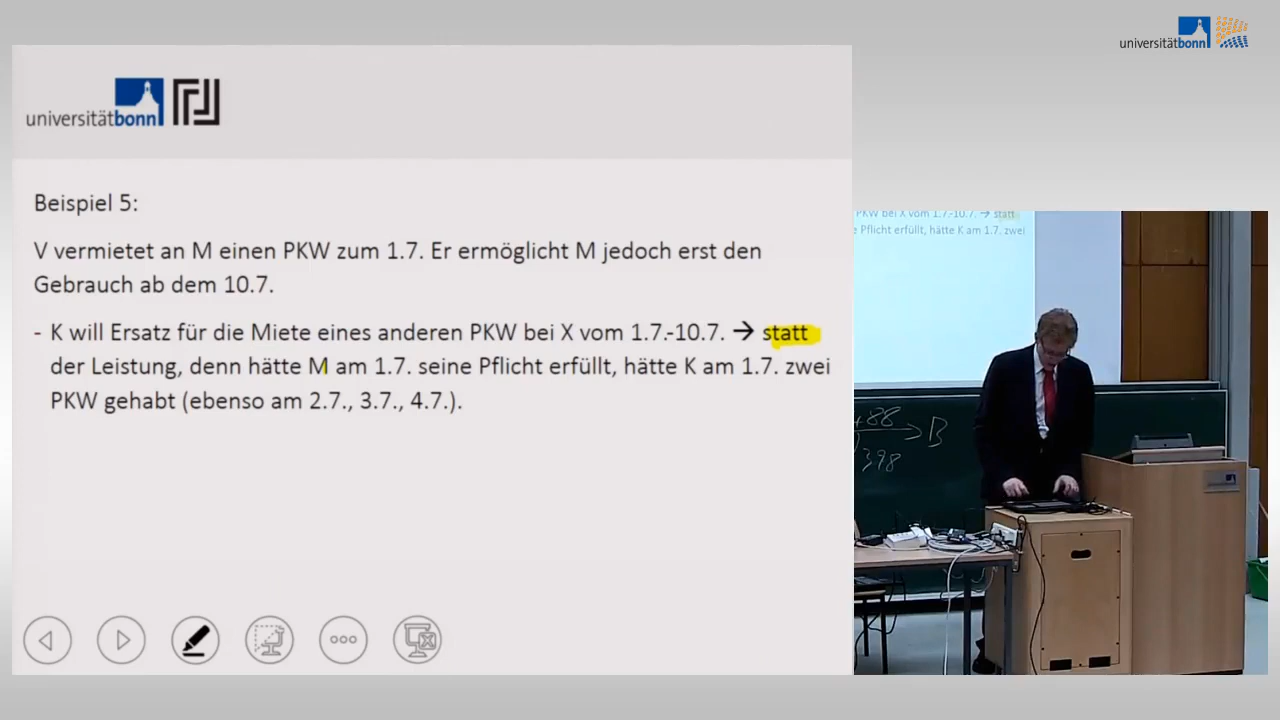 universitätbonn
universitätbonn
Beispiel 5:
V vermietet an M einen PKW zum 1.7. Er ermöglicht M jedoch erst den
Gebrauch ab dem 10.7.
- K will Ersatz für die Miete eines anderen PKW bei X vom 1.7.-10.7. → statt
der Leistung, denn hätte M am 1.7. seine Pflicht erfüllt, hätte K am 1.7. zwei
PKW gehabt (ebenso am 2.7., 3.7., 4.7.).
PKW bei X vom 1.7.-10.7. → statt
e Pflicht erfüllt, hätte K am 1.7. zwei
+88
→ B
398